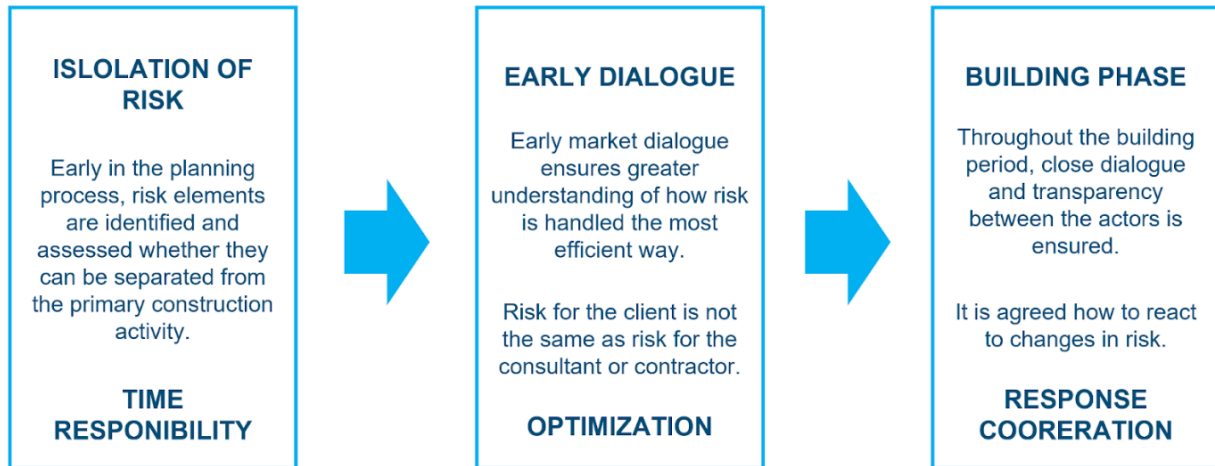 ISLOLATION OF
RISK
Early in the planning
process, risk elements
are identified and
assessed whether they
can be separated from
the primary construction
activity.
TIME
RESPONIBILITY
EARLY DIALOGUE
Early market dialogue
ensures greater
understanding of how risk
is handled the most
efficient way.
Risk for the client is not
the same as risk for the
consultant or contractor.
OPTIMIZATION
BUILDING PHASE
Throughout the building
period, close dialogue
and transparency
between the actors is
ensured.
It is agreed how to react
to changes in risk.
RESPONSE
COORERATION